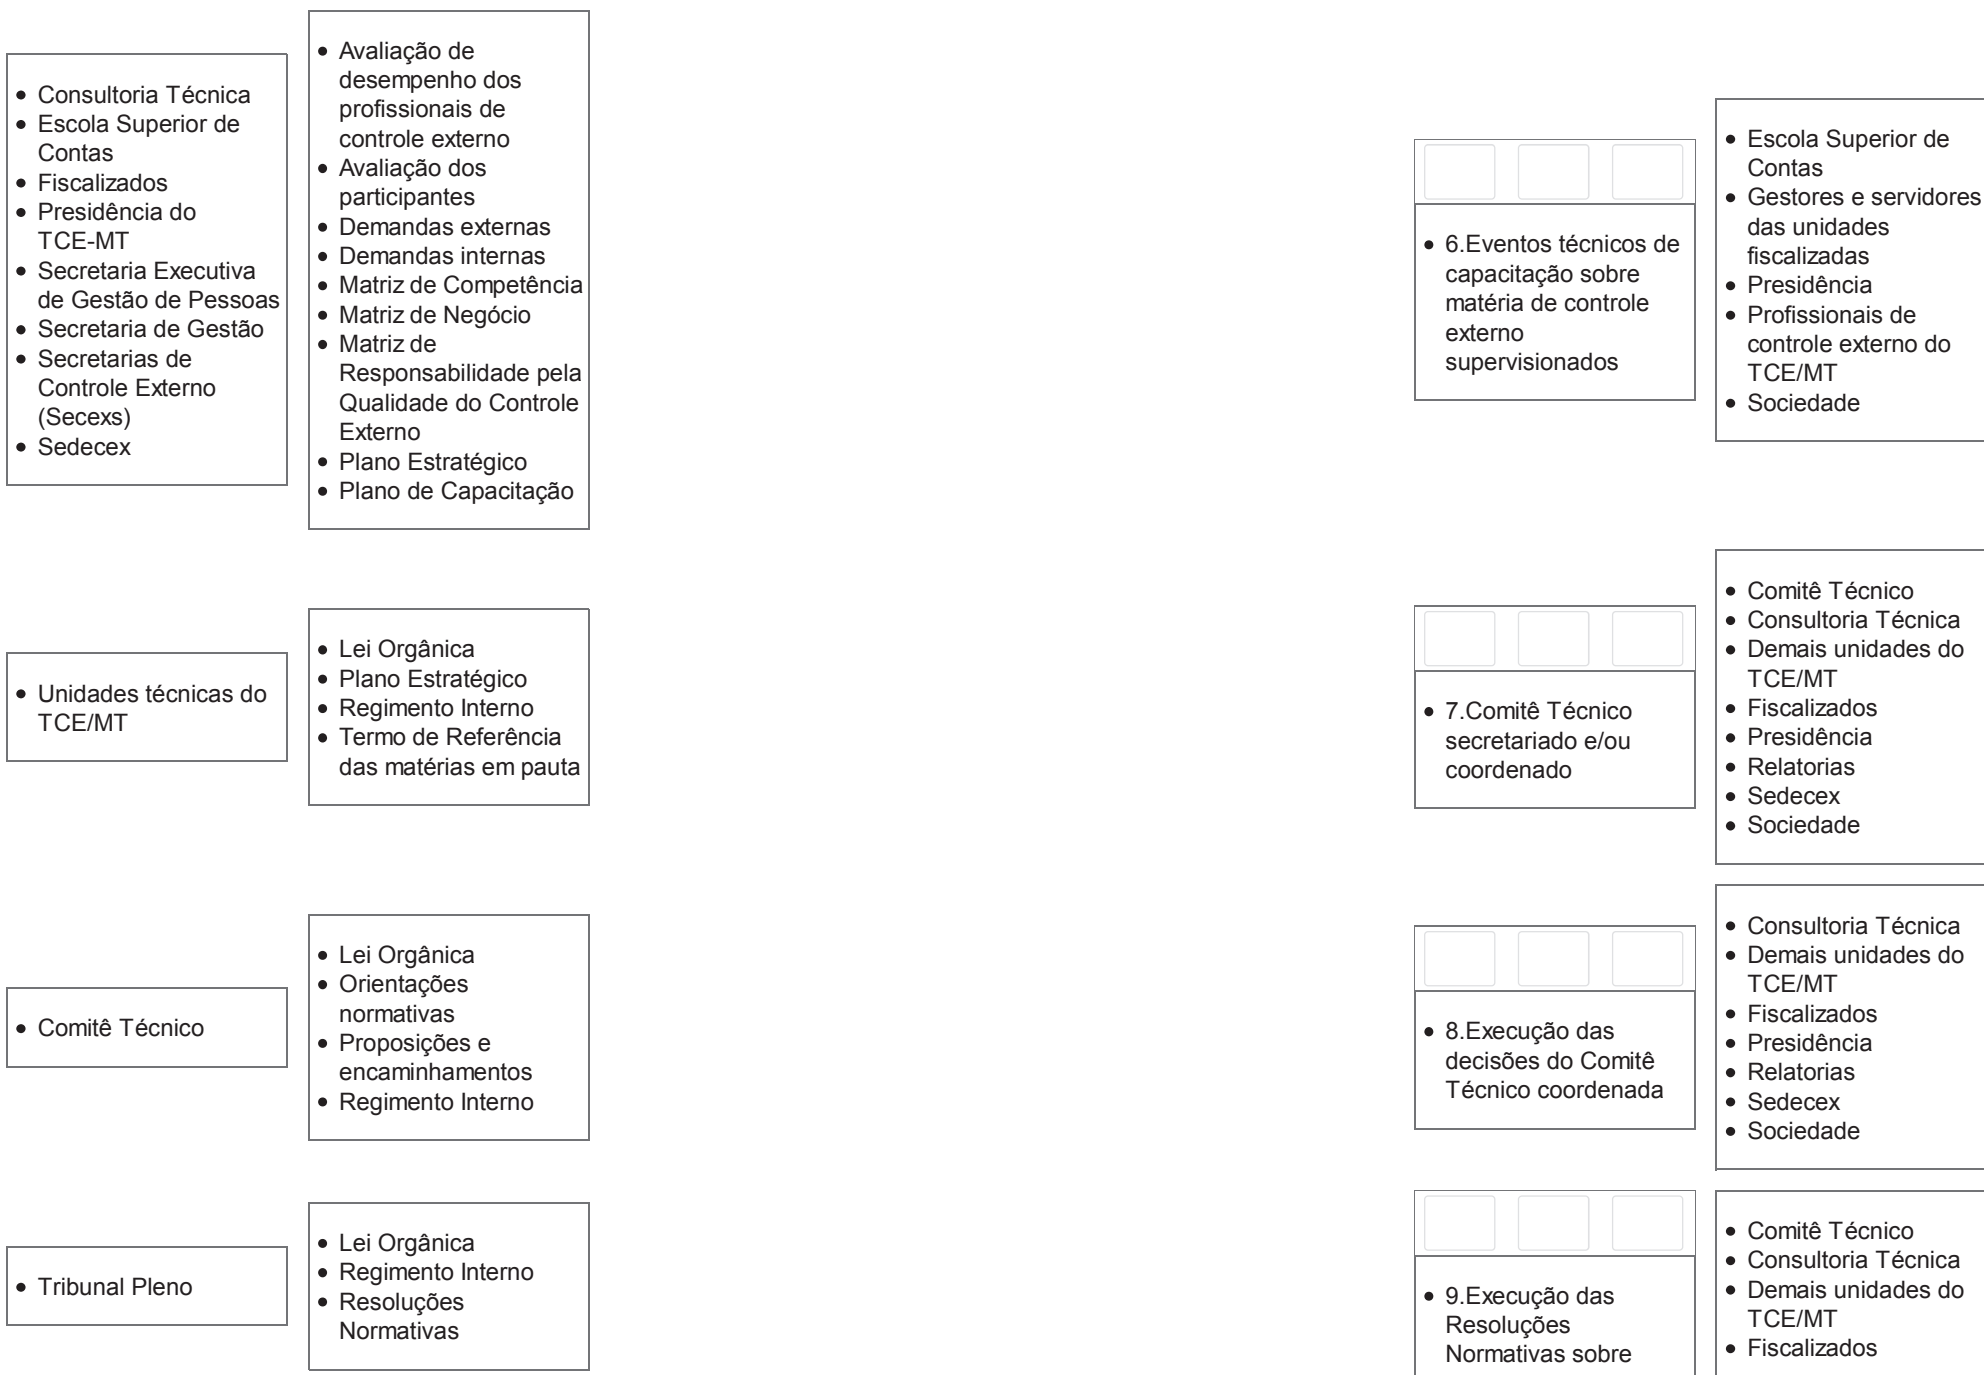 • Consultoria Técnica
• Escola Superior de
Contas
• Fiscalizados
• Presidência do
TCE-MT
• Secretaria Executiva
de Gestão de Pessoas
• Secretaria de Gestão
• Secretarias de
Controle Externo
(Secexs)
• Sedecex
• Avaliação de
desempenho dos
profissionais de
controle externo
• Avaliação dos
participantes
• Demandas externas
• Demandas internas
• Matriz de Competência
• Matriz de Negócio
• Matriz de
Responsabilidade pela
Qualidade do Controle
Externo
• Plano Estratégico
• Plano de Capacitação
• 6.Eventos técnicos de
capacitação sobre
matéria de controle
externo
supervisionados
• Escola Superior de
Contas
• Gestores e servidores
das unidades
fiscalizadas
• Presidência
• Profissionais de
controle externo do
TCE/MT
• Sociedade
• Unidades técnicas do
TCE/MT
• Lei Orgânica
• Plano Estratégico
• Regimento Interno
• Termo de Referência
das matérias em pauta
• 7.Comitê Técnico
secretariado e/ou
coordenado
• Comitê Técnico
• Consultoria Técnica
• Demais unidades do
TCE/MT
• Fiscalizados
• Presidência
• Relatorias
• Sedecex
• Sociedade
• Comitê Técnico
• Lei Orgânica
• Orientações
normativas
• Proposições e
encaminhamentos
• Regimento Interno
• 8.Execução das
decisões do Comitê
Técnico coordenada
• Consultoria Técnica
• Demais unidades do
TCE/MT
• Fiscalizados
• Presidência
• Relatorias
• Sedecex
• Sociedade
• Tribunal Pleno
• Lei Orgânica
• Regimento Interno
• Resoluções
Normativas
• 9.Execução das
Resoluções
Normativas sobre
• Comitê Técnico
• Consultoria Técnica
• Demais unidades do
TCE/MT
• Fiscalizados